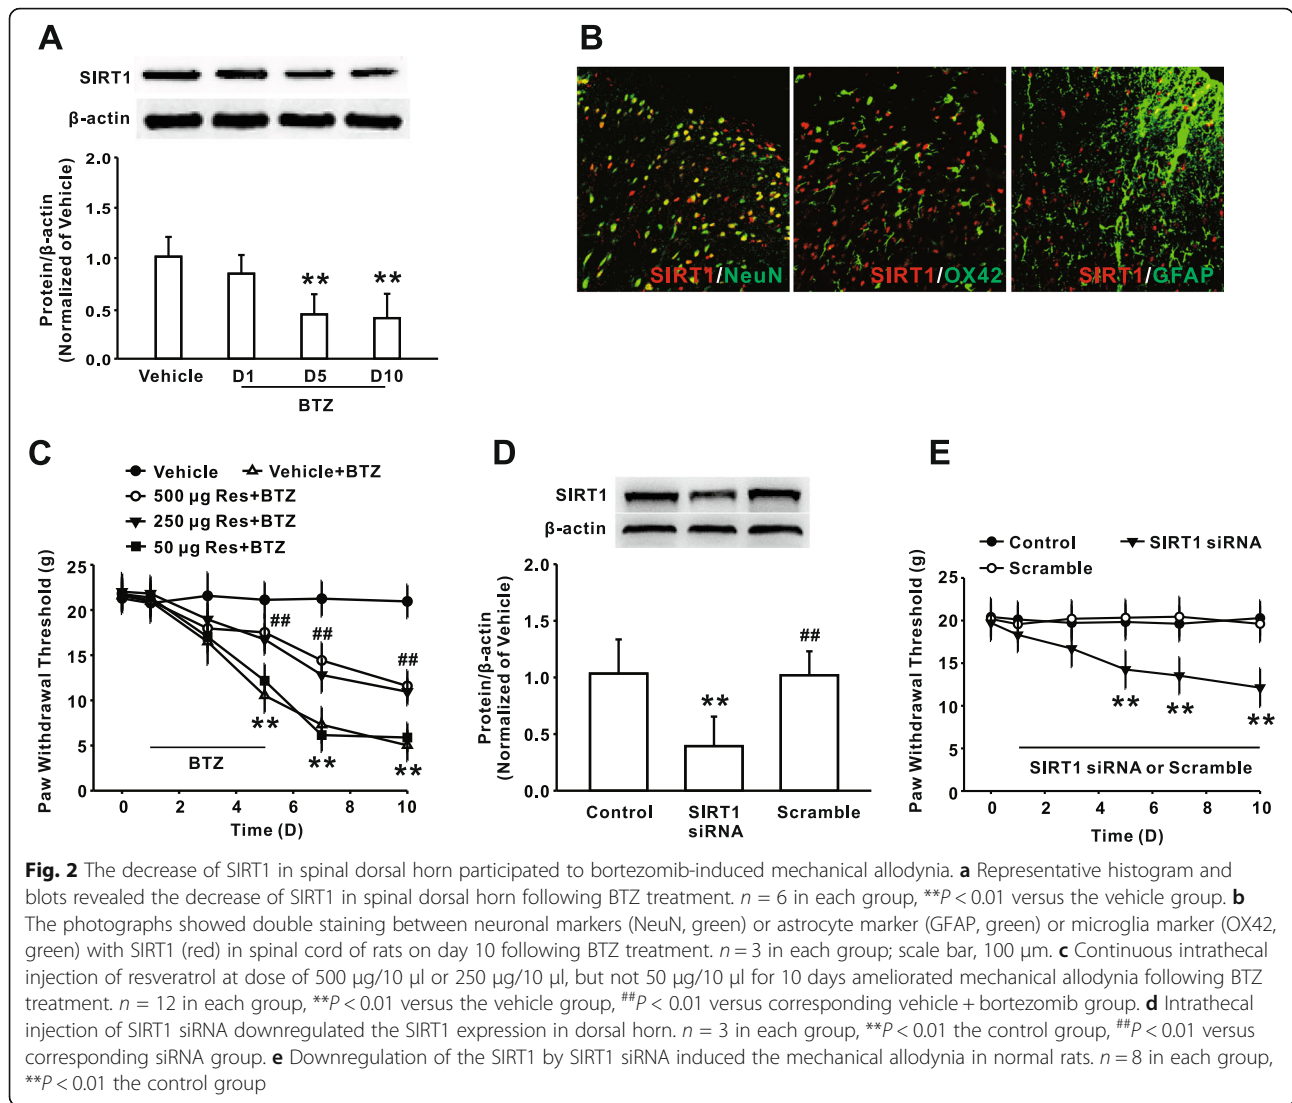 A
SIRT1
β-actin
Protein/β-actin
(Normalized of Vehicle)
2.0
1.5
1.0
0.5
0.0
** **
Vehicle D1 D5 D10
BTZ
B
SIRT1/NeuN
SIRT1/OX42
SIRT1/GFAP
C
Vehicle Vehicle+BTZ
500 μg Res+BTZ
250 μg Res+BTZ
50 μg Res+BTZ
Paw Withdrawal Threshold (g)
25
20
15
10
5
0
## ## ##
** ** **
BTZ
0 2 4 6 8 10
Time (D)
D
SIRT1
β-actin
Protein/β-actin
(Normalized of Vehicle)
2.0
1.5
1.0
0.5
0.0
**
##
Control SIRT1 Scramble
siRNA
E
Control SIRT1 siRNA
Scramble
Paw Withdrawal Threshold (g)
25
20
15
10
5
0
** ** **
SIRT1 siRNA or Scramble
0 2 4 6 8 10
Time (D)
Fig. 2 The decrease of SIRT1 in spinal dorsal horn participated to bortezomib-induced mechanical allodynia. a Representative histogram and
blots revealed the decrease of SIRT1 in spinal dorsal horn following BTZ treatment. n = 6 in each group, **P < 0.01 versus the vehicle group. b
The photographs showed double staining between neuronal markers (NeuN, green) or astrocyte marker (GFAP, green) or microglia marker (OX42,
green) with SIRT1 (red) in spinal cord of rats on day 10 following BTZ treatment. n = 3 in each group; scale bar, 100 μm. c Continuous intrathecal
injection of resveratrol at dose of 500 μg/10 μl or 250 μg/10 μl, but not 50 μg/10 μl for 10 days ameliorated mechanical allodynia following BTZ
treatment. n = 12 in each group, **P < 0.01 versus the vehicle group, ##P < 0.01 versus corresponding vehicle + bortezomib group. d Intrathecal
injection of SIRT1 siRNA downregulated the SIRT1 expression in dorsal horn. n = 3 in each group, **P < 0.01 the control group, ##P < 0.01 versus
corresponding siRNA group. e Downregulation of the SIRT1 by SIRT1 siRNA induced the mechanical allodynia in normal rats. n = 8 in each group,
**P < 0.01 the control group